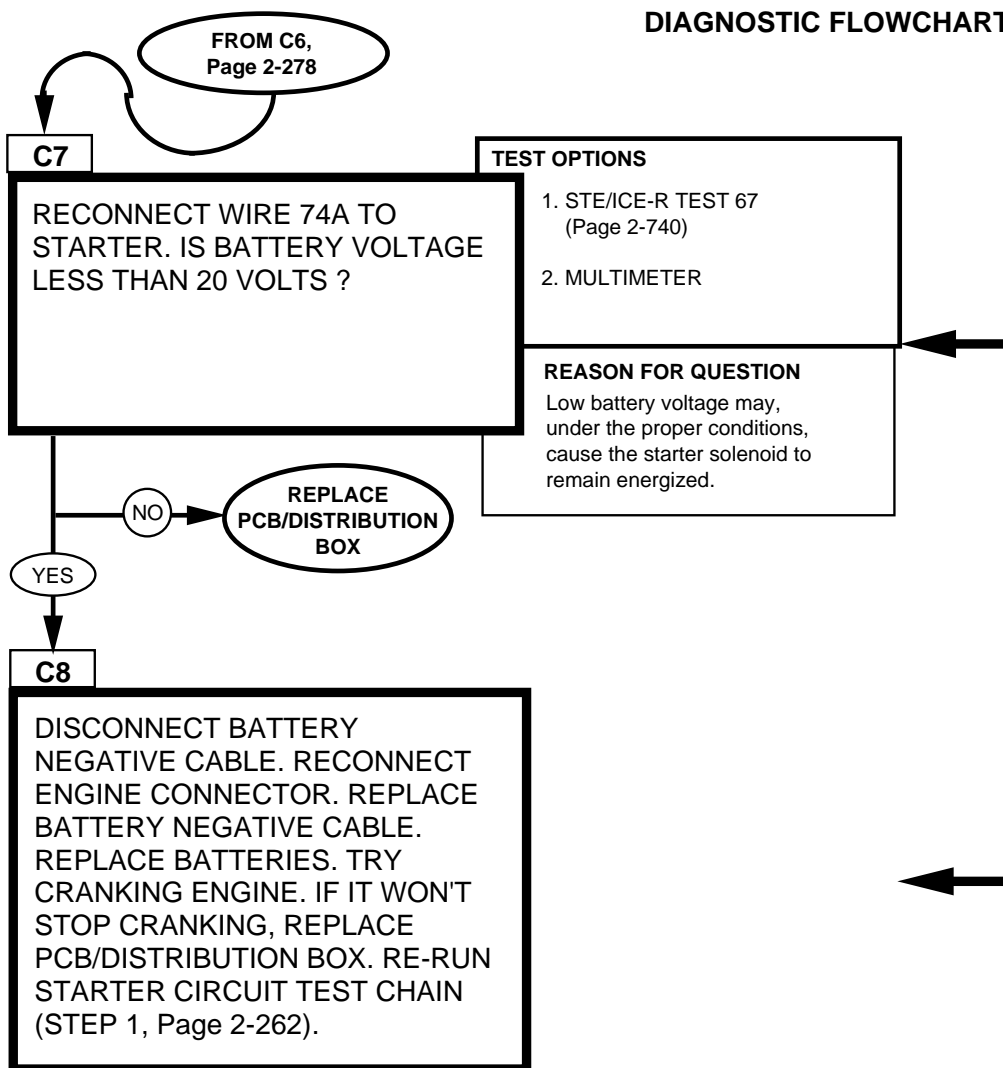 DIAGNOSTIC FLOWCHART
FROM C6,
Page 2-278
C7
RECONNECT WIRE 74A TO
STARTER. IS BATTERY VOLTAGE
LESS THAN 20 VOLTS ?
TEST OPTIONS
1. STE/ICE-R TEST 67
(Page 2-740)
2. MULTIMETER
REASON FOR QUESTION
Low battery voltage may,
under the proper conditions,
cause the starter solenoid to
remain energized.
NO
REPLACE
PCB/DISTRIBUTION
BOX
YES
C8
DISCONNECT BATTERY
NEGATIVE CABLE. RECONNECT
ENGINE CONNECTOR. REPLACE
BATTERY NEGATIVE CABLE.
REPLACE BATTERIES. TRY
CRANKING ENGINE. IF IT WON'T
STOP CRANKING, REPLACE
PCB/DISTRIBUTION BOX. RE-RUN
STARTER CIRCUIT TEST CHAIN
(STEP 1, Page 2-262).